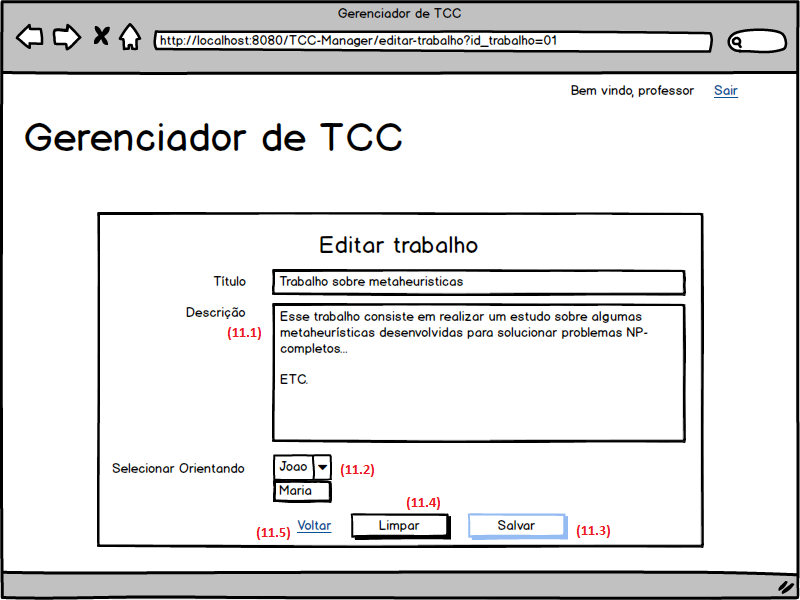 Gerenciador de TCC
http://localhost:8080/TCC-Manager/editar-trabalho?id_trabalho=01
Bem vindo, professor Sair
Gerenciador de TCC
Editar trabalho
Título Trabalho sobre metaheuristicas
Descrição
(11.1)
Esse trabalho consiste em realizar um estudo sobre algumas
metaheurísticas desenvolvidas para solucionar problemas NP-
completos...
ETC.
Selecionar Orientando Joao (11.2)
Maria
(11.4)
(11.5) Voltar Limpar Salvar (11.3)